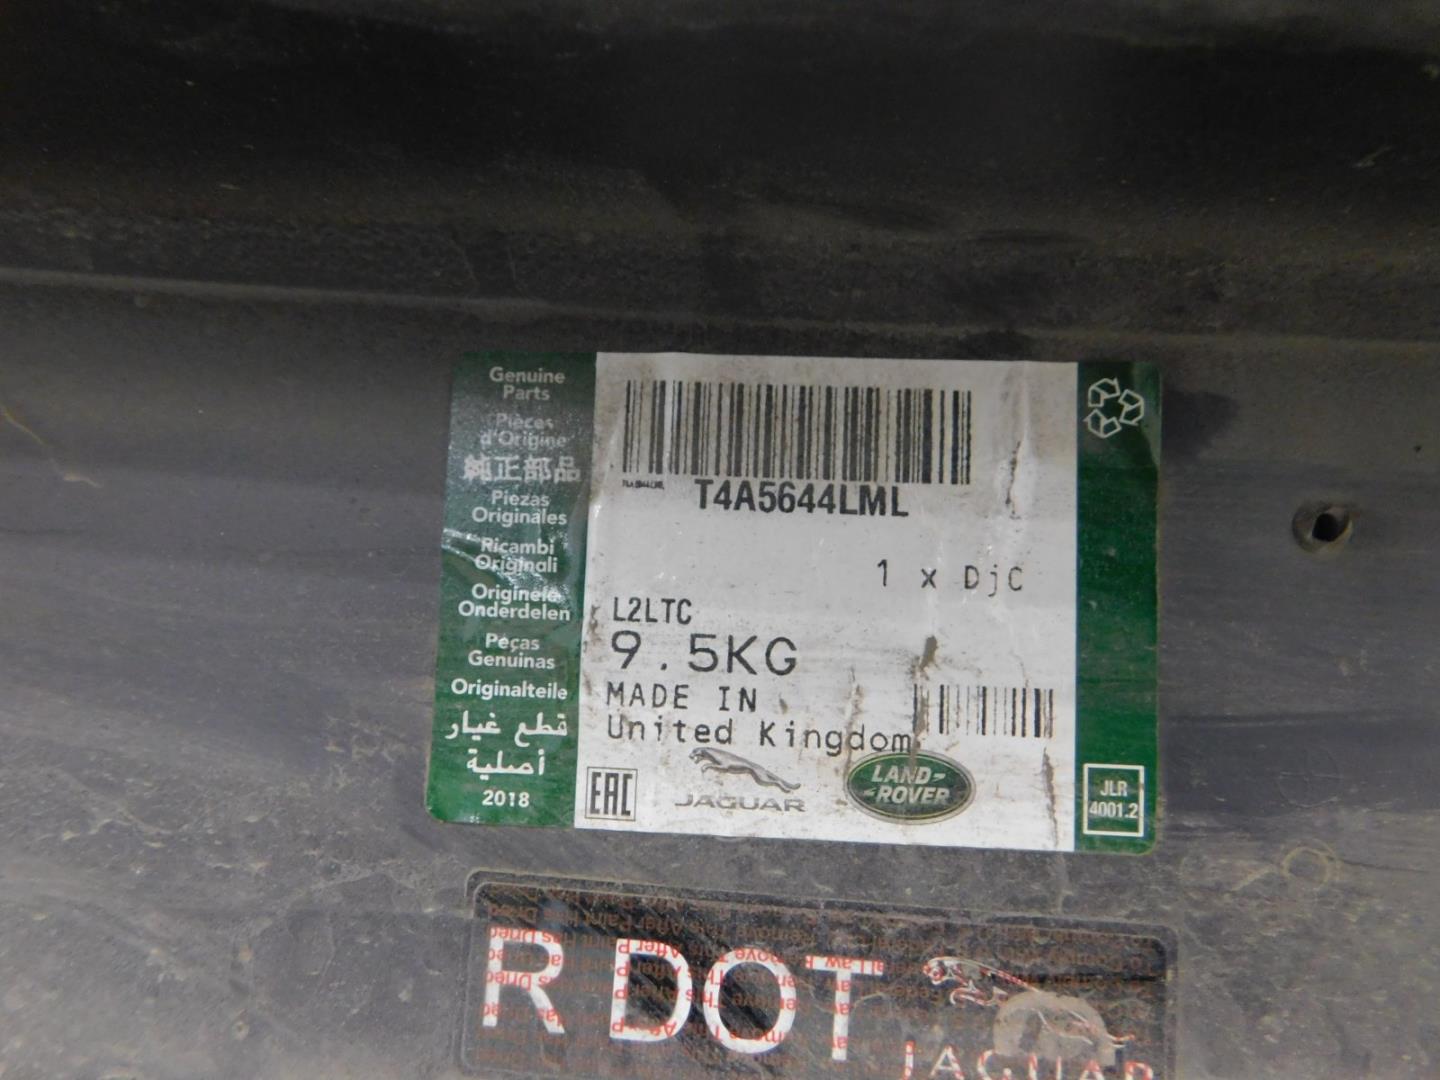 Genuine
Parts
Pièces
d'Origine
純正部品
Piezas
Originales
Ricambi
Originali
Originele
Onderdelen
Peças
Genuinas
Originalteile
قطع غيار
أصلية
2018
T4A5644LML
T4A5644LML
1 x DjC
L2LTC
9.5KG
MADE IN
United Kingdom
EAC
JAGUAR
LAND-
-ROVER
JLR
4001.2
R DOT
JAGUAR